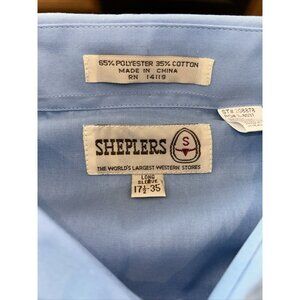 65% POLYESTER 35% COTTON
MADE IN CHINA
RN 14119
SHEPLERS
S
THE WORLD'S LARGEST WESTERN STORES
LONG
SLEEVE
17½-35